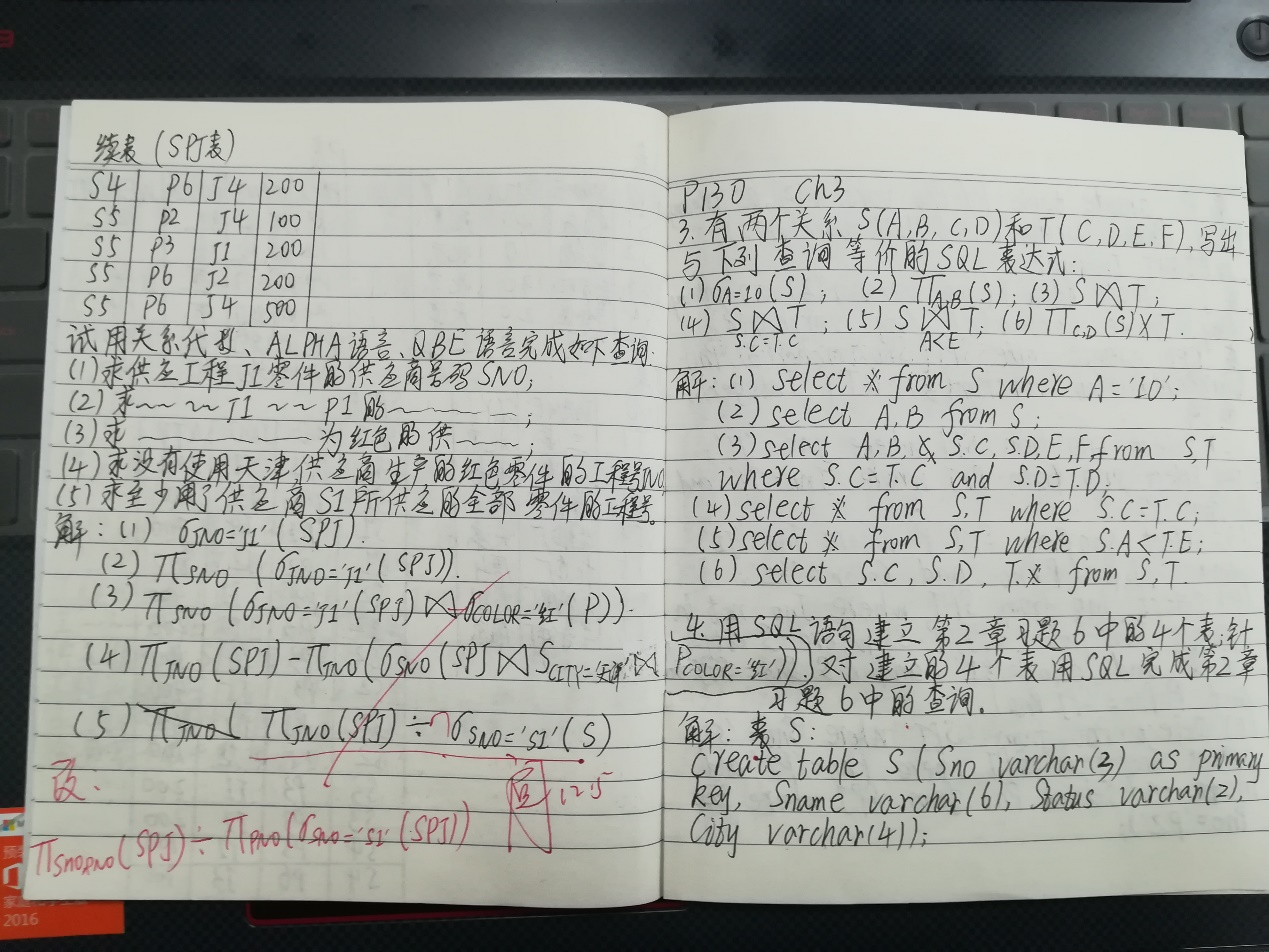 续表(SPJ表)
S4 P6 J4 200
S5 P2 J4 100
S5 P3 J1 200
S5 P6 J2 200
S5 P6 J4 500
试用关系代数、ALPHA语言、QBE语言完成如下查询.
(1)求供应工程J1零件的供应商号码SNO;
(2)求~~ ~~ J1 ~~ P1的~~~ ~;
(3)求 ~~~~~~ 为红色的供~~~;
(4)求没有使用天津供应商生产的红色零件的工程号JNO
(5)求至少用了供应商S1所供应的全部零件的工程号。
解:(1) σJNO='J1'(SPJ).
(2) πSNO (σJNO='J1'(SPJ)).
(3) πSNO(σJNO='J1'(SPJ)⋈σCOLOR='红'(P)).
(4) πJNO(SPJ)-πJNO(σSNO(SPJ⋈SCITY='天津'⋈PCOLOR='红'))).
(5) πJNO( πJNO(SPJ)÷σSNO='S1'(S)
改.
πSNO,PNO(SPJ)÷πPNO(σSNO='S1'(SPJ))
12.5
P130 Ch3
3.有两个关系S(A,B,C,D)和T(C,D,E,F),写出
与下列查询等价的SQL表达式:
(1)σA=10(S); (2)πA,B(S); (3) S⋈T;
(4) S⋈T; (5) S⋈T; (6)πC,D(S)×T.
S.C=T.C A<E
解:(1) select * from S where A='10';
(2) select A,B from S;
(3) select A,B, S.C, S.D,E,F from S,T
where S.C=T.C and S.D=T.D;
(4) select * from S,T where S.C=T.C;
(5) select * from S,T where S.A<T.E;
(6) select S.C, S.D, T.* from S,T.
4.用SQL语句建立第2章习题6中的4个表;针
对建立的4个表用SQL完成第2章
习题6中的查询.
解:表S:
create table S (Sno varchar(3) as primary
key, Sname varchar(6), Status varchar(2),
City varchar(4));
2016